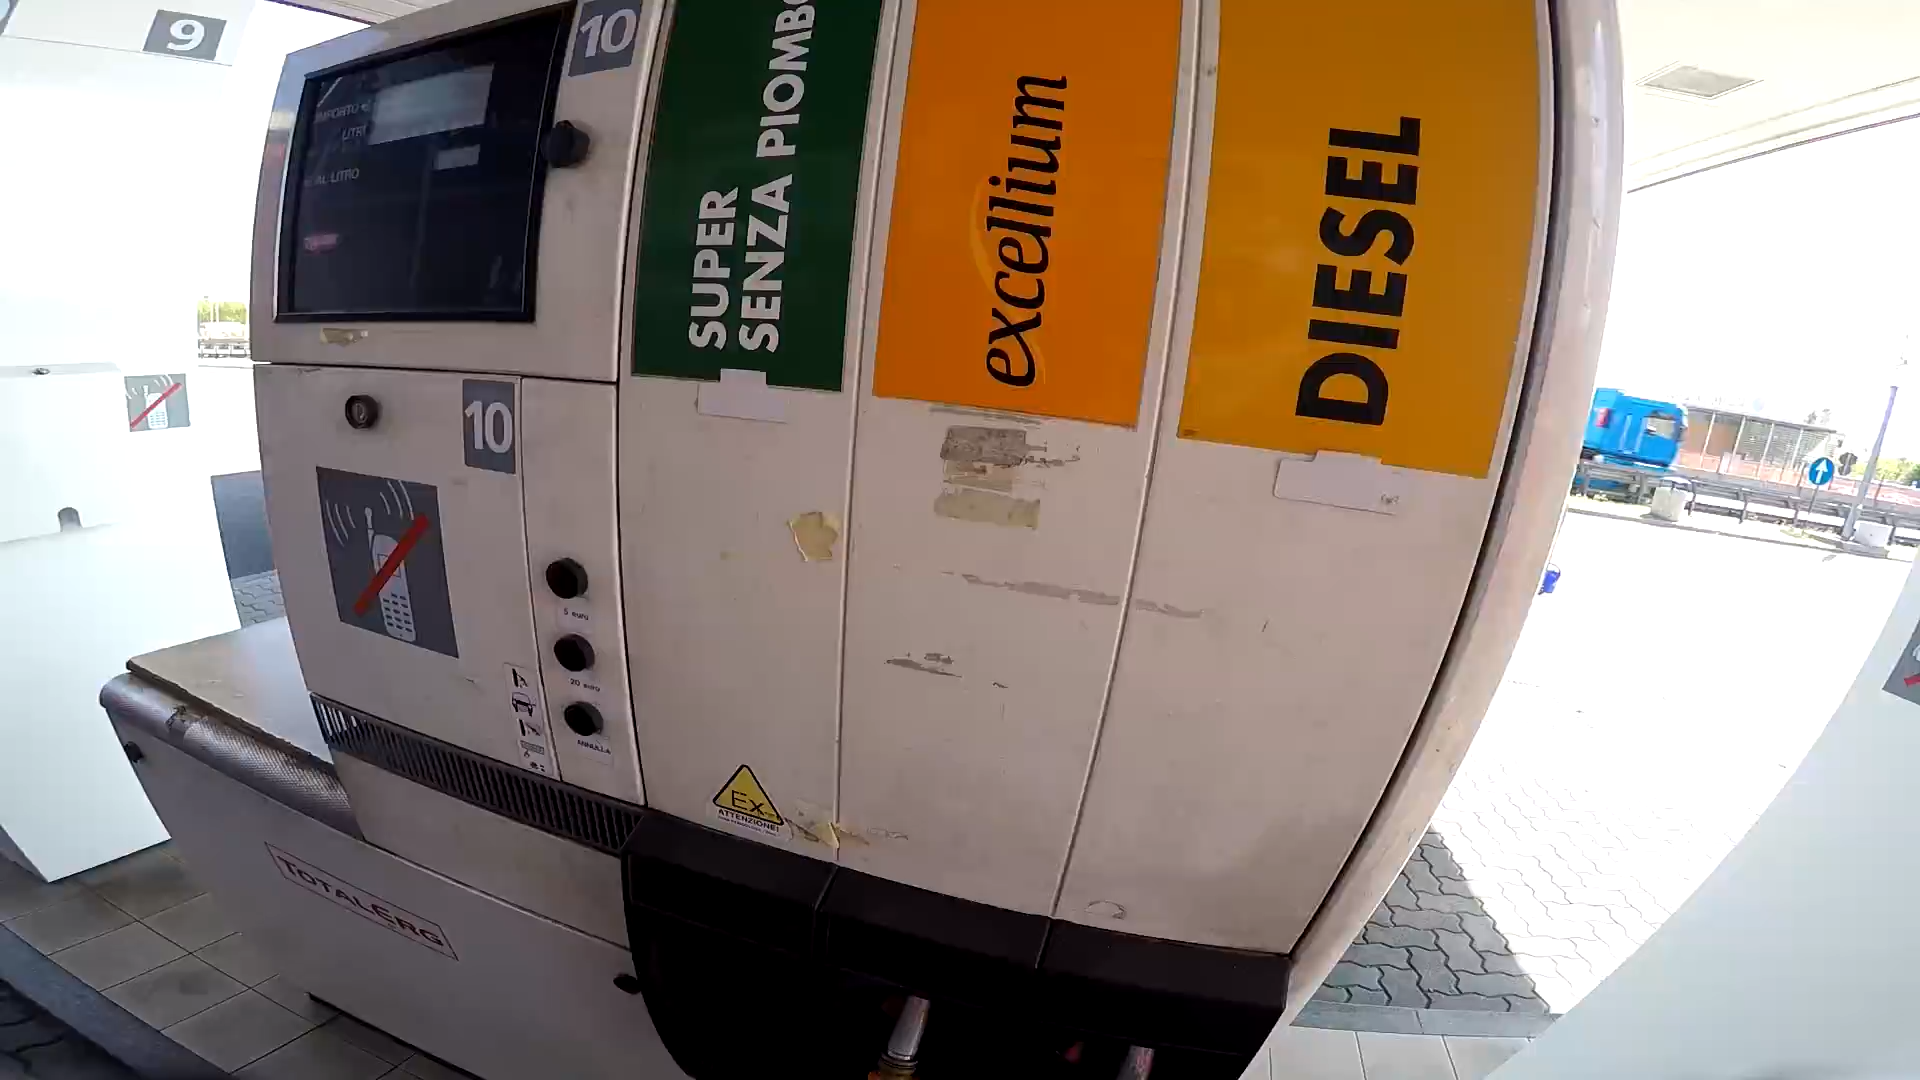 9
10
IMPORTO €
LITRI
AL LITRO
SUPER
SENZA PIOMBO
excellium
DIESEL
10
5 euro
20 euro
ANNULLA
Ex
ATTENZIONE!
TOTALERG